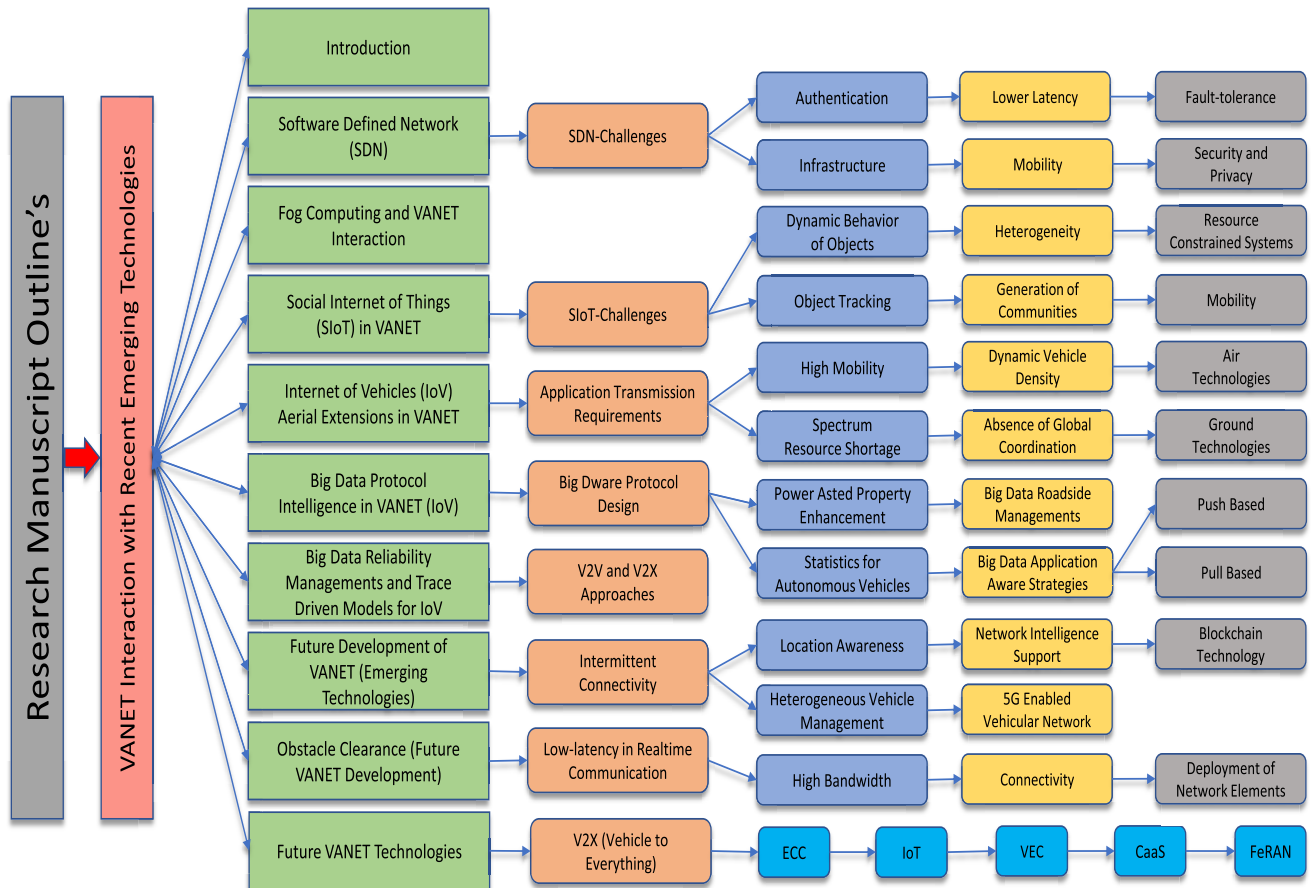 Research Manuscript Outline's
VANET Interaction with Recent Emerging Technologies
Introduction
Software Defined Network
(SDN)
SDN-Challenges
Authentication
Lower Latency
Fault-tolerance
Infrastructure
Mobility
Security and
Privacy
Fog Computing and VANET
Interaction
Social Internet of Things
(SIoT) in VANET
SIoT-Challenges
Dynamic Behavior
of Objects
Heterogeneity
Resource
Constrained Systems
Object Tracking
Generation of
Communities
Mobility
Internet of Vehicles (IoV)
Aerial Extensions in VANET
Application Transmission
Requirements
High Mobility
Dynamic Vehicle
Density
Air
Technologies
Spectrum
Resource Shortage
Absence of Global
Coordination
Ground
Technologies
Big Data Protocol
Intelligence in VANET (IoV)
Big Dware Protocol
Design
Power Asted Property
Enhancement
Big Data Roadside
Managements
Statistics for
Autonomous Vehicles
Big Data Application
Aware Strategies
Push Based
Pull Based
Big Data Reliability
Managements and Trace
Driven Models for IoV
V2V and V2X
Approaches
Future Development of
VANET (Emerging
Technologies)
Intermittent
Connectivity
Location Awareness
Network Intelligence
Support
Blockchain
Technology
Heterogeneous Vehicle
Management
5G Enabled
Vehicular Network
Obstacle Clearance (Future
VANET Development)
Low-latency in Realtime
Communication
High Bandwidth
Connectivity
Deployment of
Network Elements
Future VANET Technologies
V2X (Vehicle to
Everything)
ECC
IoT
VEC
CaaS
FeRAN